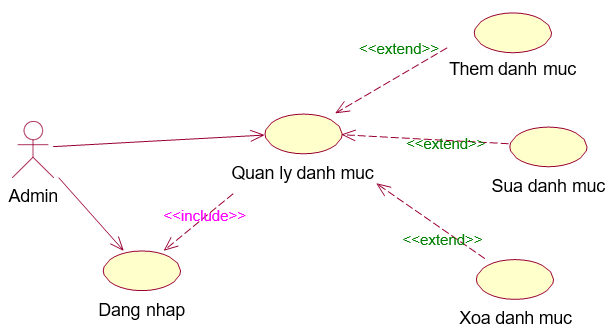 <<extend>>
Them danh muc
<<extend>>
Quan ly danh muc
Sua danh muc
Admin
<<include>>
<<extend>>
Dang nhap
Xoa danh muc